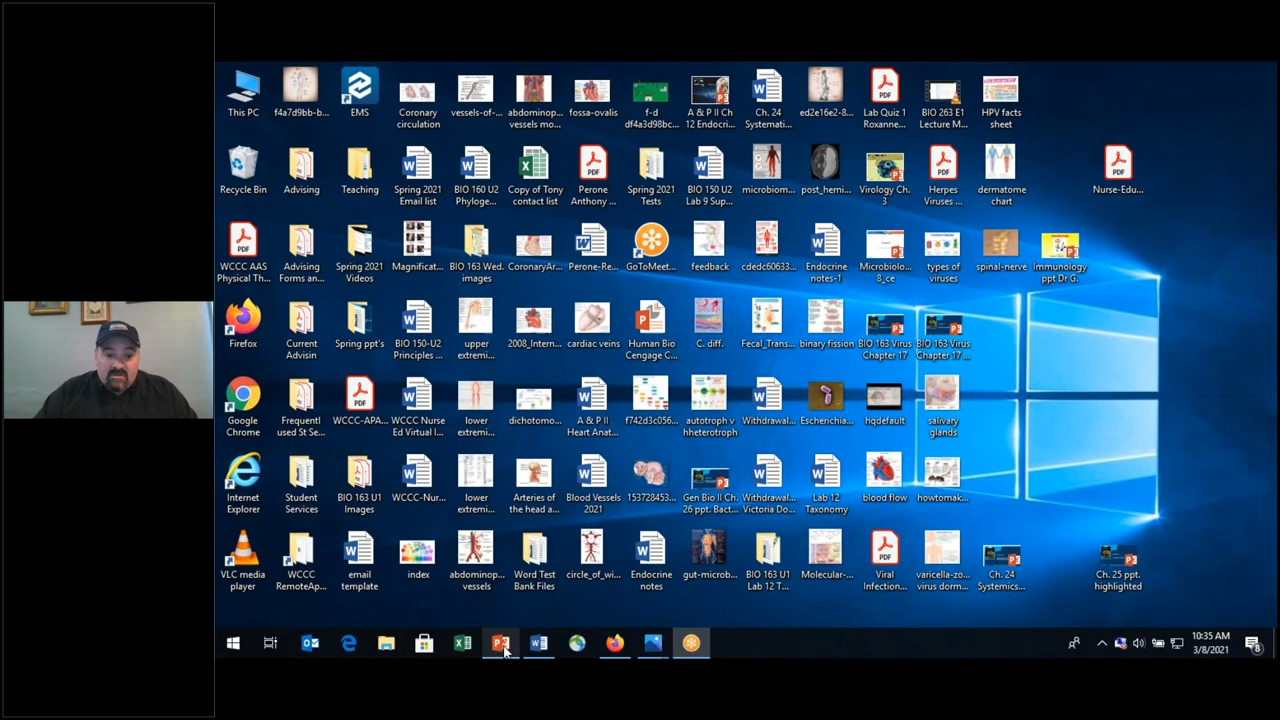 This PC
f4a7d9bb-b...
EMS
Coronary
circulation
vessels-of-...
abdominop...
vessels mo...
fossa-ovalis
f-d
df4a3d98bc...
A & P II Ch
12 Endocri...
Ch. 24
Systemati...
ed2e16e2-8...
Lab Quiz 1
Roxanne...
BIO 263 E1
Lecture M...
HPV facts
sheet
Recycle Bin
Advising
Teaching
Spring 2021
Email list
BIO 160 U2
Phyloge...
Copy of Tony
contact list
Perone
Anthony ...
Spring 2021
Tests
BIO 150 U2
Lab 9 Sup...
microbiom...
post_hemi...
Virology Ch.
3
Herpes
Viruses ...
dermatome
chart
Nurse-Edu...
WCCC AAS
Physical Th...
Advising
Forms an...
Spring 2021
Videos
Magnificat...
BIO 163 Wed.
images
CoronaryAr...
Perone-Re...
GoToMeet...
feedback
cdedc60633...
Endocrine
notes-1
Microbiolo...
8_ce
types of
viruses
spinal-nerve
Immunology
ppt Dr G.
Firefox
Current
Advisin
Spring ppt's
BIO 150-U2
Principles ...
upper
extremi...
2008_Intern...
cardiac veins
Human Bio
Cengage C...
C. diff.
Fecal_Trans...
binary fission
BIO 163 Virus
Chapter 17
BIO 163 Virus
Chapter 17 ...
Google
Chrome
Frequentl
used St Se...
WCCC-APA...
WCCC Nurse
Ed Virtual I...
lower
extremi...
dichotomo...
A & P II
Heart Anat...
f742d3c056...
autotroph v
hheterotroph
Withdrawal...
Escherichia...
hqdefault
salivary
glands
Internet
Explorer
Student
Services
BIO 163 U1
Images
WCCC-Nur...
lower
extremi...
Arteries of
the head a...
Blood Vessels
2021
153728453...
Gen Bio II Ch.
26 ppt. Bact...
Withdrawal...
Victoria Do...
Lab 12
Taxonomy
blood flow
howtomak...
VLC media
player
WCCC
RemoteAp...
email
template
index
abdominop...
vessels
Word Test
Bank Files
circle_of_wi...
Endocrine
notes
gut-microb...
BIO 163 U1
Lab 12 T...
Molecular-...
Viral
Infection...
varicella-zo...
virus dorm...
Ch. 24
Systemics...
Ch. 25 ppt.
highlighted
10:35 AM
3/8/2021
8